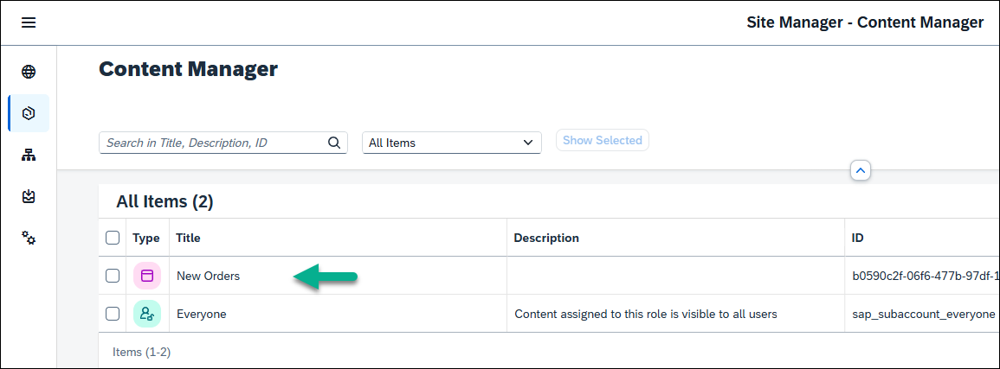 Site Manager - Content Manager
Content Manager
Search in Title, Description, ID
All Items
Show Selected
All Items (2)
Type Title Description ID
New Orders b0590c2f-06f6-477b-97df-1
Everyone Content assigned to this role is visible to all users sap_subaccount_everyone
Items (1-2)